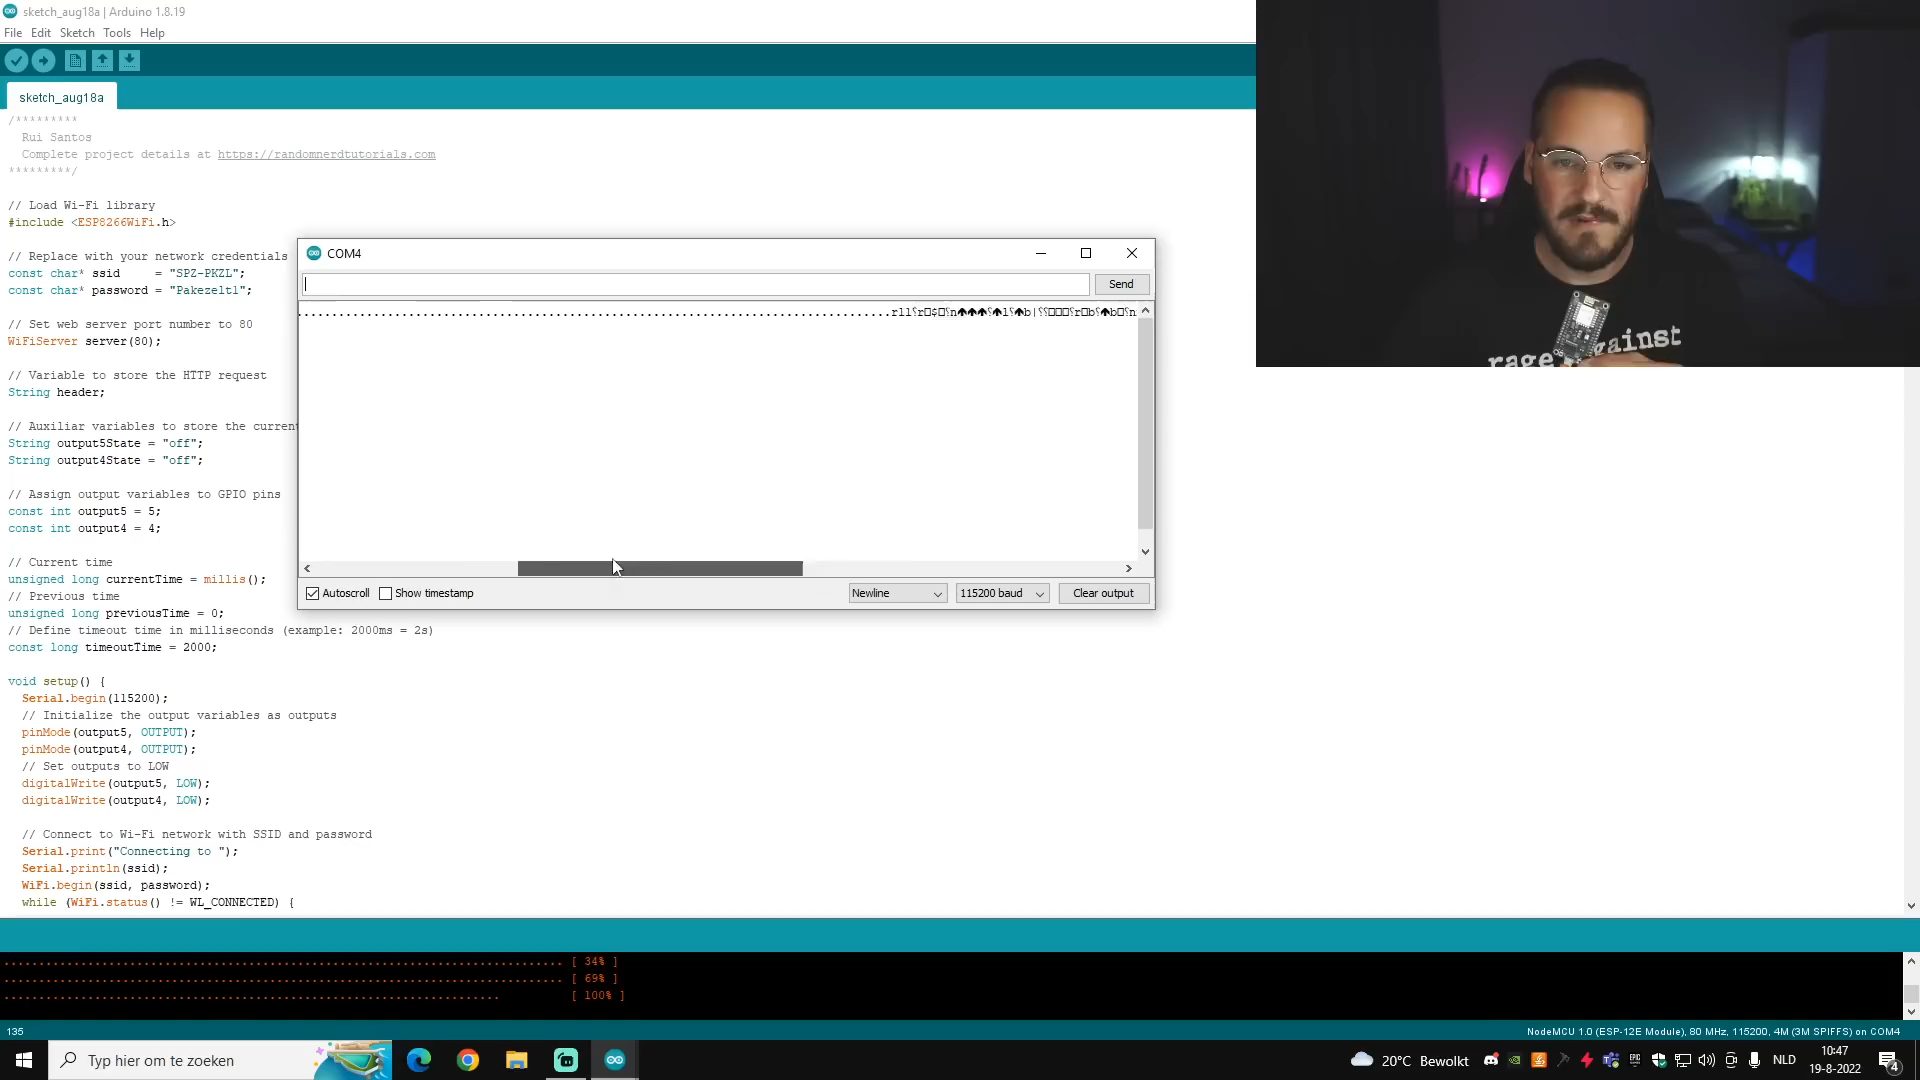 sketch_aug18a | Arduino 1.8.19
File Edit Sketch Tools Help
sketch_aug18a
/*********
Rui Santos
Complete project details at https://randomnerdtutorials.com
*********/
// Load Wi-Fi library
#include <ESP8266WiFi.h>
// Replace with your network credentials
const char* ssid     = "SPZ-PKZL";
const char* password = "Pakezelt1";
// Set web server port number to 80
WiFiServer server(80);
// Variable to store the HTTP request
String header;
// Auxiliar variables to store the current
String output5State = "off";
String output4State = "off";
// Assign output variables to GPIO pins
const int output5 = 5;
const int output4 = 4;
// Current time
unsigned long currentTime = millis();
// Previous time
unsigned long previousTime = 0;
// Define timeout time in milliseconds (example: 2000ms = 2s)
const long timeoutTime = 2000;
void setup() {
Serial.begin(115200);
// Initialize the output variables as outputs
pinMode(output5, OUTPUT);
pinMode(output4, OUTPUT);
// Set outputs to LOW
digitalWrite(output5, LOW);
digitalWrite(output4, LOW);
// Connect to Wi-Fi network with SSID and password
Serial.print("Connecting to ");
Serial.println(ssid);
WiFi.begin(ssid, password);
while (WiFi.status() != WL_CONNECTED) {
COM4
Send
Autoscroll Show timestamp Newline 115200 baud Clear output
rage against
[ 34% ]
[ 69% ]
[ 100% ]
135
NodeMCU 1.0 (ESP-12E Module), 80 MHz, 115200, 4M (3M SPIFFS) on COM4
Typ hier om te zoeken
20°C Bewolkt
NLD
10:47
19-8-2022
4